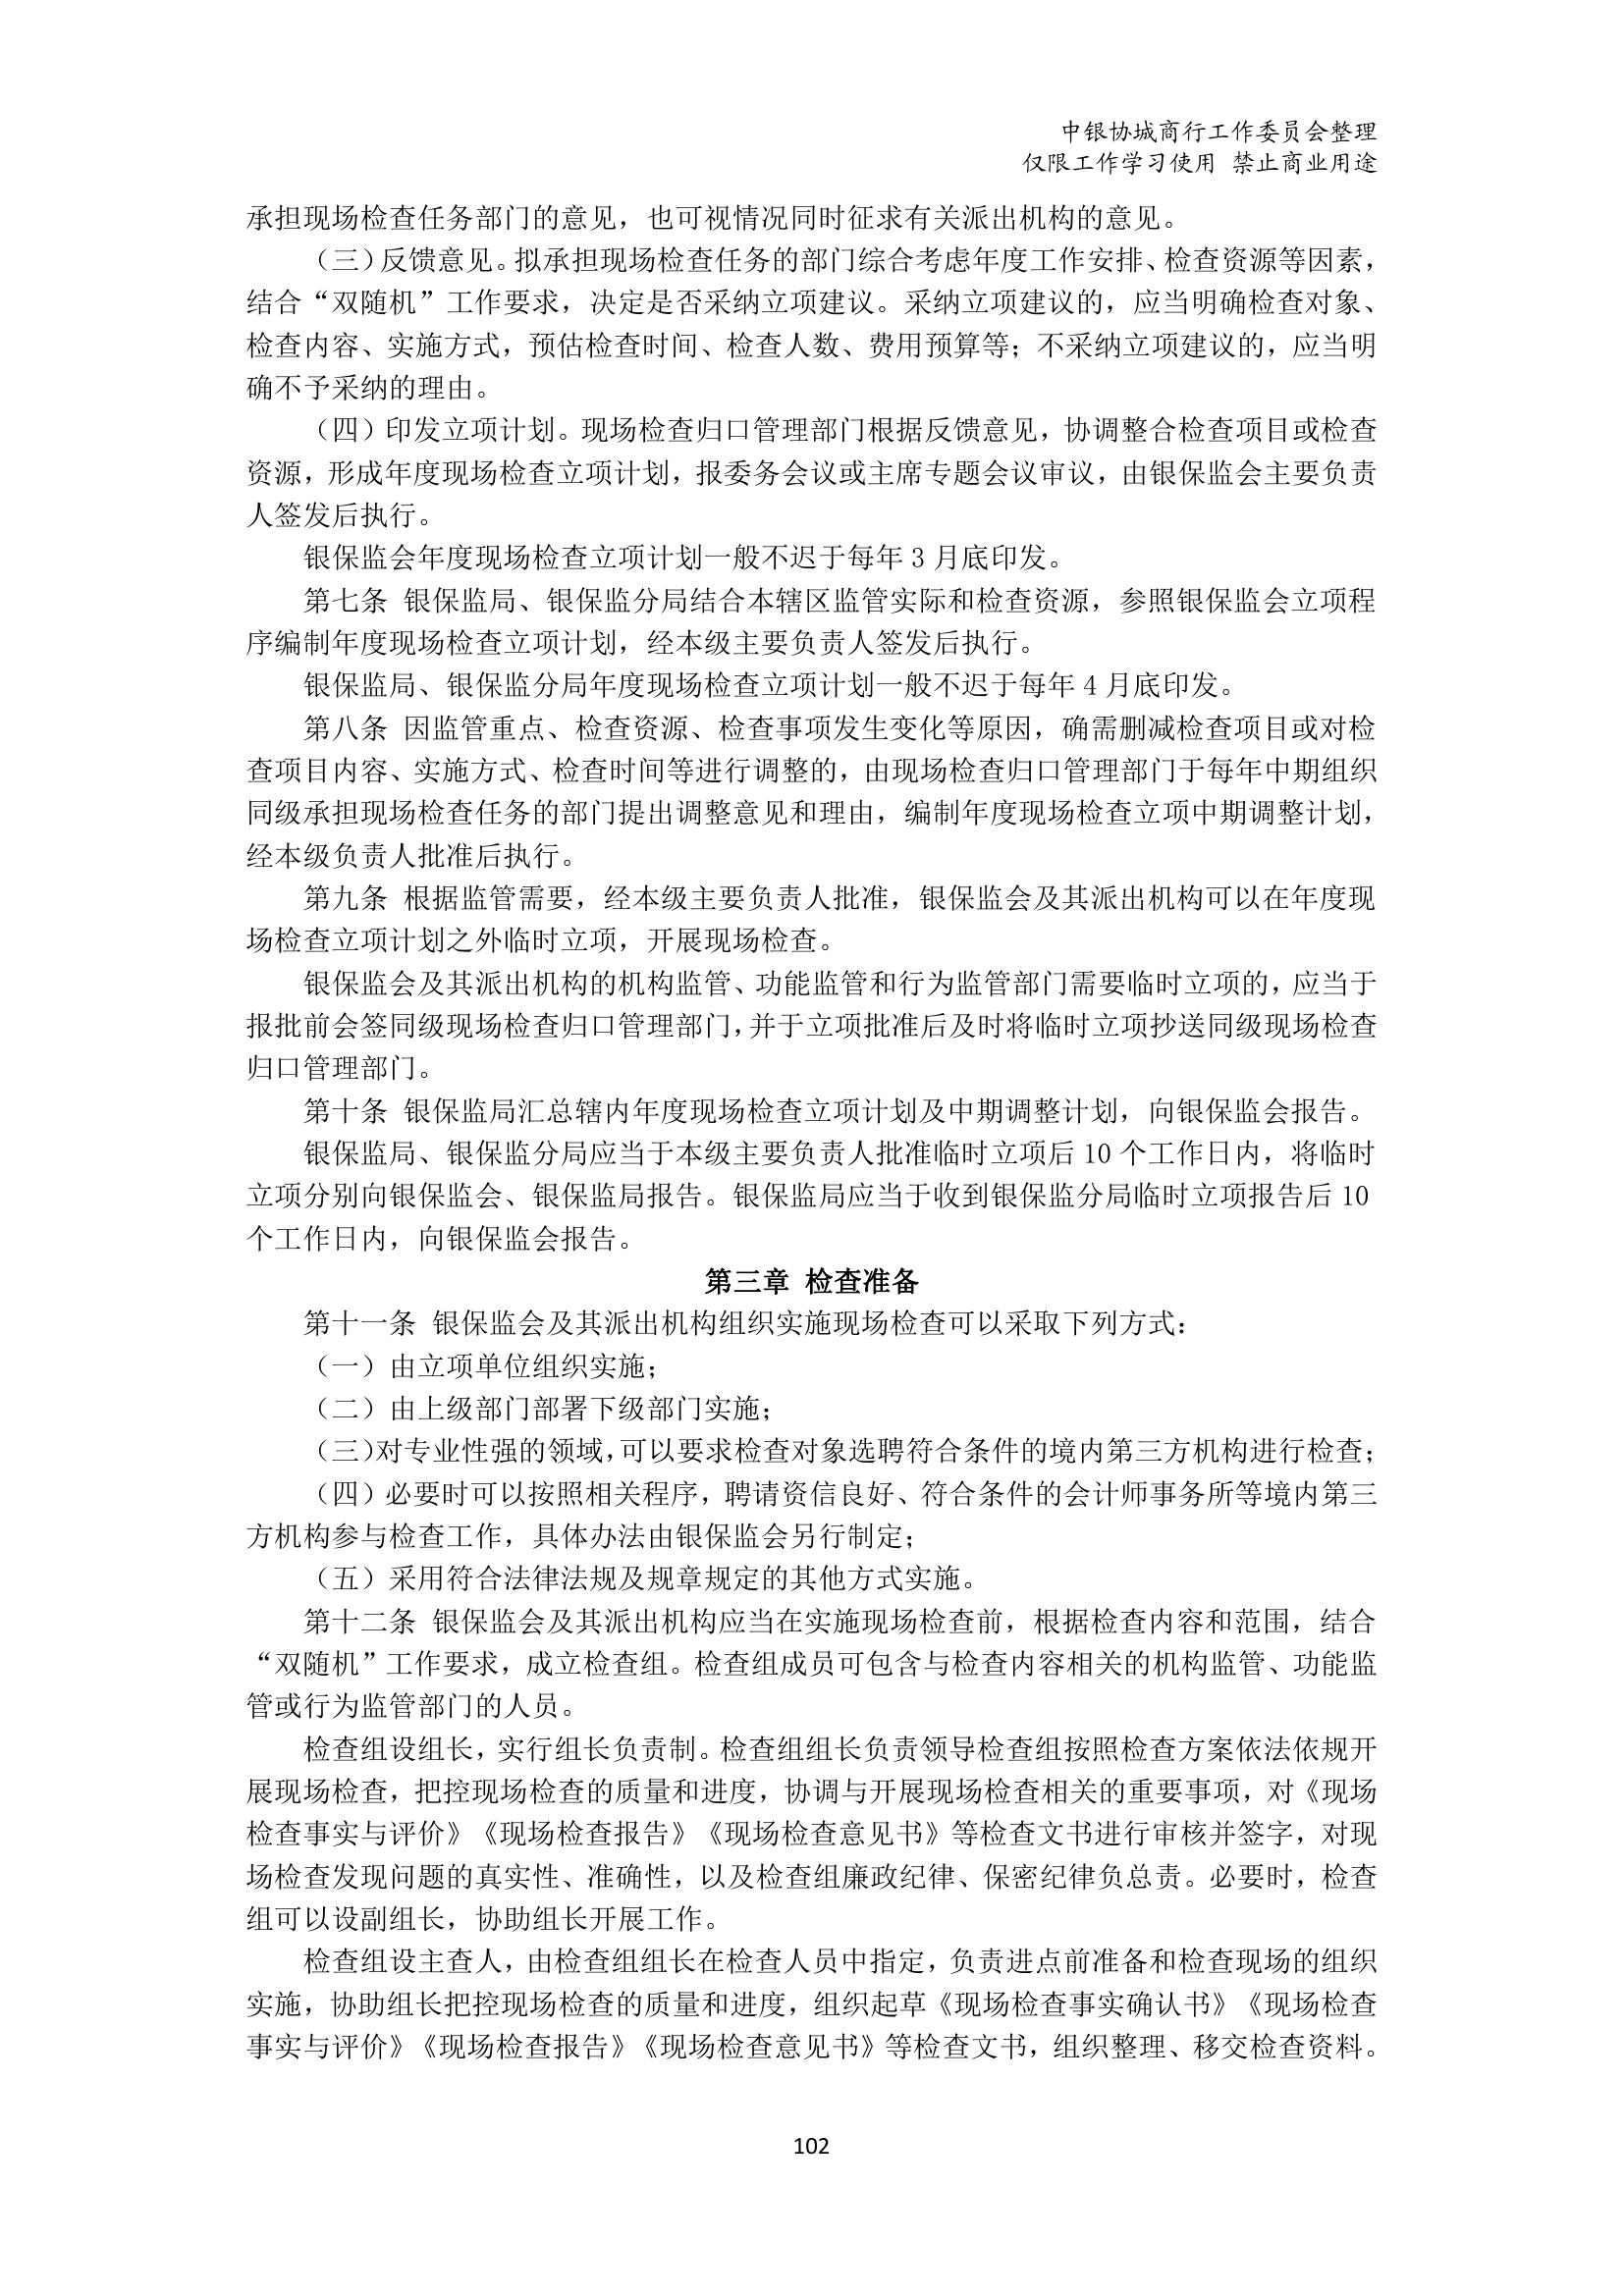 中银协城商行工作委员会整理
仅限工作学习使用 禁止商业用途
承担现场检查任务部门的意见，也可视情况同时征求有关派出机构的意见。
（三）反馈意见。拟承担现场检查任务的部门综合考虑年度工作安排、检查资源等因素，
结合“双随机”工作要求，决定是否采纳立项建议。采纳立项建议的，应当明确检查对象、
检查内容、实施方式，预估检查时间、检查人数、费用预算等；不采纳立项建议的，应当明
确不予采纳的理由。
（四）印发立项计划。现场检查归口管理部门根据反馈意见，协调整合检查项目或检查
资源，形成年度现场检查立项计划，报委务会议或主席专题会议审议，由银保监会主要负责
人签发后执行。
银保监会年度现场检查立项计划一般不迟于每年 3 月底印发。
第七条 银保监局、银保监分局结合本辖区监管实际和检查资源，参照银保监会立项程
序编制年度现场检查立项计划，经本级主要负责人签发后执行。
银保监局、银保监分局年度现场检查立项计划一般不迟于每年 4 月底印发。
第八条 因监管重点、检查资源、检查事项发生变化等原因，确需删减检查项目或对检
查项目内容、实施方式、检查时间等进行调整的，由现场检查归口管理部门于每年中期组织
同级承担现场检查任务的部门提出调整意见和理由，编制年度现场检查立项中期调整计划，
经本级负责人批准后执行。
第九条 根据监管需要，经本级主要负责人批准，银保监会及其派出机构可以在年度现
场检查立项计划之外临时立项，开展现场检查。
银保监会及其派出机构的机构监管、功能监管和行为监管部门需要临时立项的，应当于
报批前会签同级现场检查归口管理部门，并于立项批准后及时将临时立项抄送同级现场检查
归口管理部门。
第十条 银保监局汇总辖内年度现场检查立项计划及中期调整计划，向银保监会报告。
银保监局、银保监分局应当于本级主要负责人批准临时立项后 10 个工作日内，将临时
立项分别向银保监会、银保监局报告。银保监局应当于收到银保监分局临时立项报告后 10
个工作日内，向银保监会报告。
第三章 检查准备
第十一条 银保监会及其派出机构组织实施现场检查可以采取下列方式：
（一）由立项单位组织实施；
（二）由上级部门部署下级部门实施；
（三）对专业性强的领域，可以要求检查对象选聘符合条件的境内第三方机构进行检查；
（四）必要时可以按照相关程序，聘请资信良好、符合条件的会计师事务所等境内第三
方机构参与检查工作，具体办法由银保监会另行制定；
（五）采用符合法律法规及规章规定的其他方式实施。
第十二条 银保监会及其派出机构应当在实施现场检查前，根据检查内容和范围，结合
“双随机”工作要求，成立检查组。检查组成员可包含与检查内容相关的机构监管、功能监
管或行为监管部门的人员。
检查组设组长，实行组长负责制。检查组组长负责领导检查组按照检查方案依法依规开
展现场检查，把控现场检查的质量和进度，协调与开展现场检查相关的重要事项，对《现场
检查事实与评价》《现场检查报告》《现场检查意见书》等检查文书进行审核并签字，对现
场检查发现问题的真实性、准确性，以及检查组廉政纪律、保密纪律负总责。必要时，检查
组可以设副组长，协助组长开展工作。
检查组设主查人，由检查组组长在检查人员中指定，负责进点前准备和检查现场的组织
实施，协助组长把控现场检查的质量和进度，组织起草《现场检查事实确认书》《现场检查
事实与评价》《现场检查报告》《现场检查意见书》等检查文书，组织整理、移交检查资料。
102